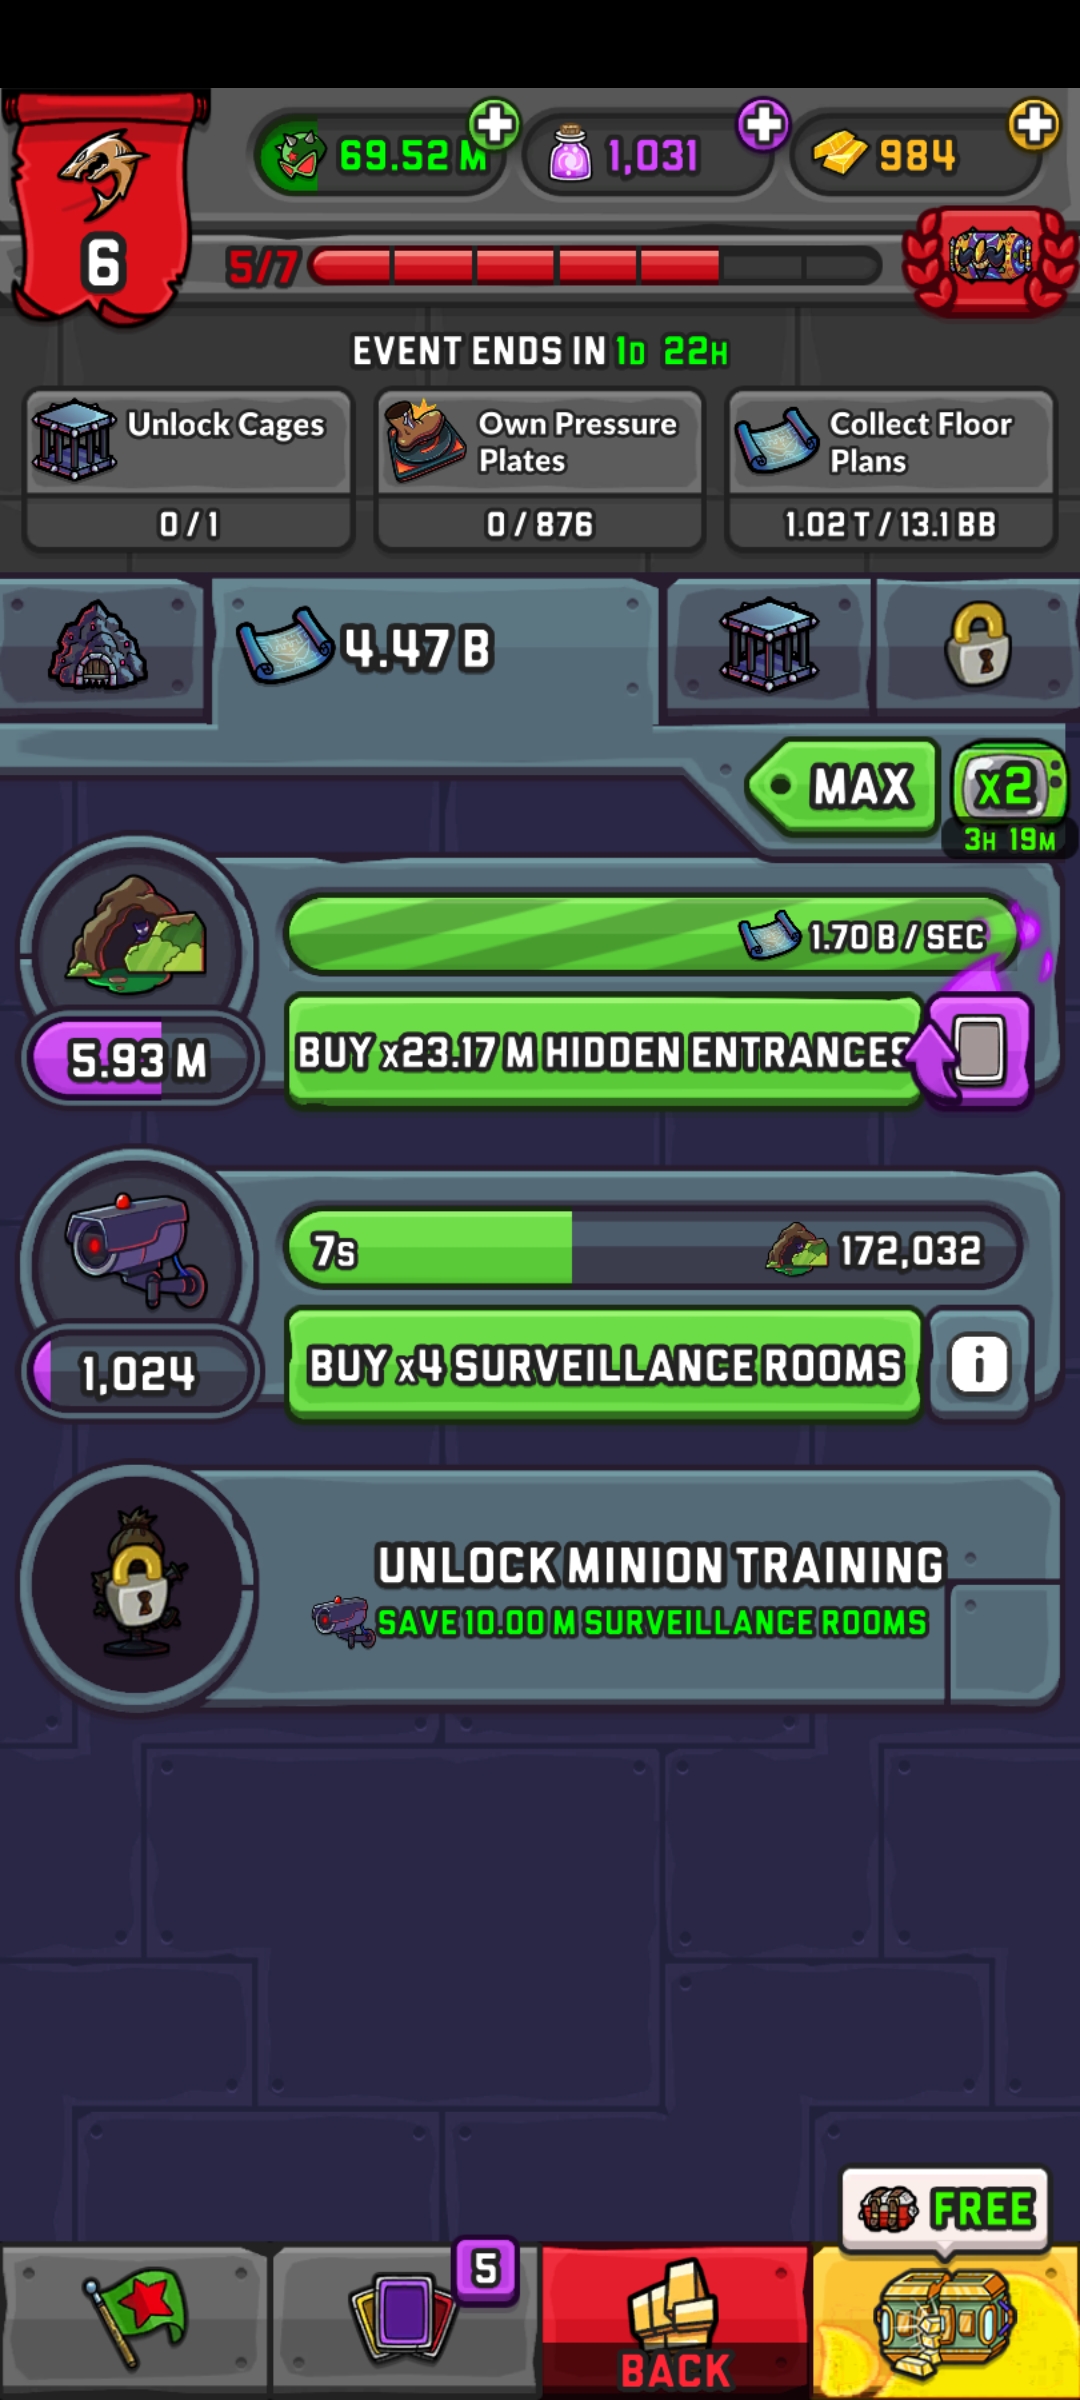 69.52 M
1,031
984
6
5/7
EVENT ENDS IN 1D 22H
Unlock Cages
0 / 1
Own Pressure
Plates
0 / 876
Collect Floor
Plans
1.02 T / 13.1 BB
4.47 B
MAX
x2
3H 19M
1.70 B / SEC
5.93 M
BUY x23.17 M HIDDEN ENTRANCES
7S
172,032
1,024
BUY x4 SURVEILLANCE ROOMS
i
UNLOCK MINION TRAINING
SAVE 10.00 M SURVEILLANCE ROOMS
FREE
5
BACK